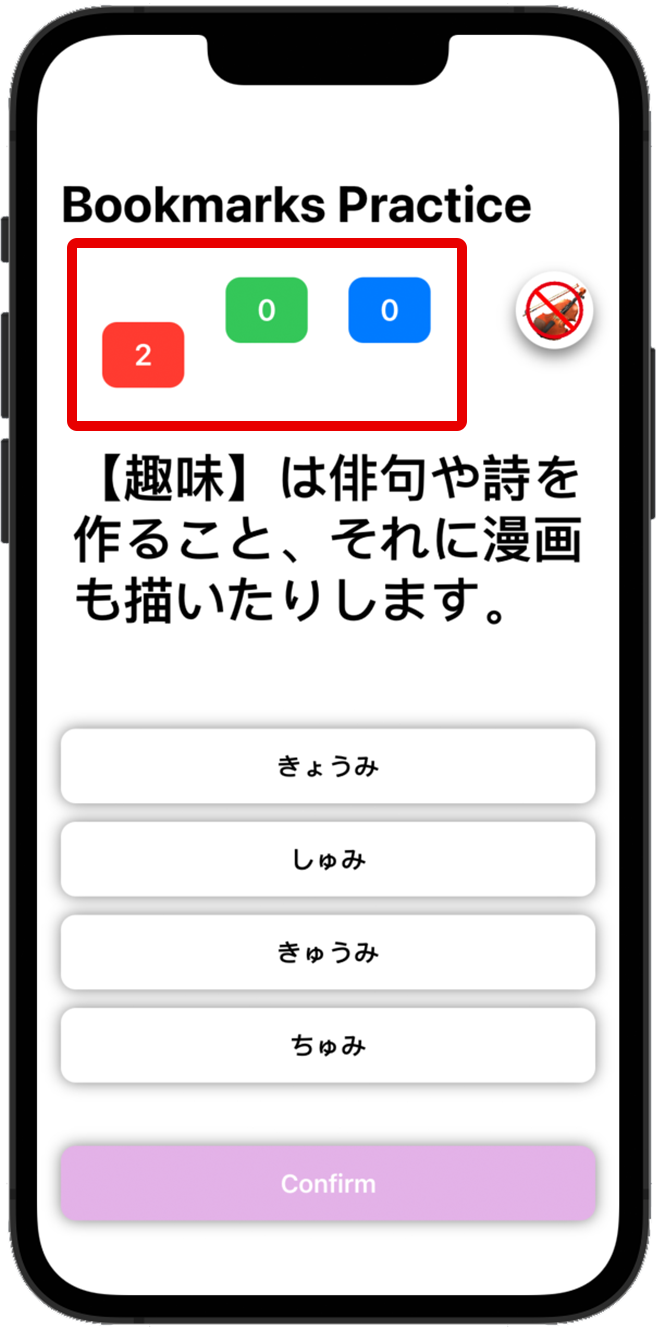 Bookmarks Practice
2 0 0
【趣味】は俳句や詩を
作ること、それに漫画
も描いたりします。
きょうみ
しゅみ
きゅうみ
ちゅみ
Confirm